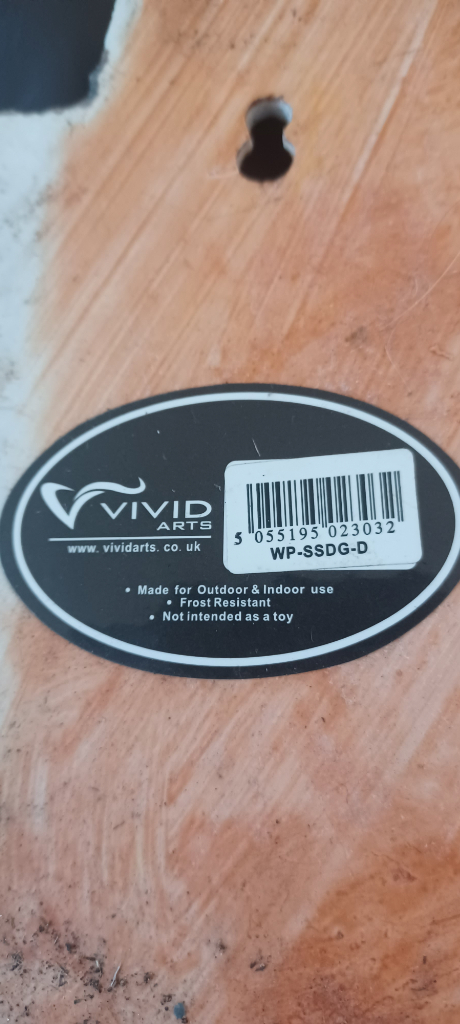 VIVID
ARTS
www. vividarts. co. uk
5 055195 023032
WP-SSDG-D
• Made for Outdoor & Indoor use
• Frost Resistant
• Not intended as a toy